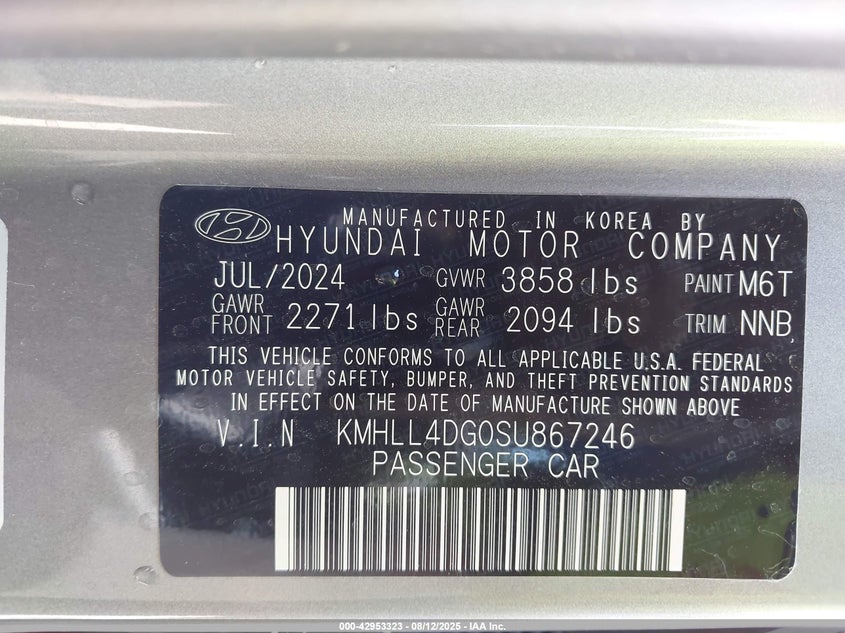 MANUFACTURED IN KOREA BY
HYUNDAI MOTOR COMPANY
JUL/2024 GVWR 3858 lbs PAINT M6T
GAWR FRONT 2271 lbs GAWR REAR 2094 lbs TRIM NNB
THIS VEHICLE CONFORMS TO ALL APPLICABLE U.S.A. FEDERAL
MOTOR VEHICLE SAFETY, BUMPER, AND THEFT PREVENTION STANDARDS
IN EFFECT ON THE DATE OF MANUFACTURE SHOWN ABOVE
V.I.N KMHLL4DG0SU867246
PASSENGER CAR
000-42953323 - 08/12/2025 - IAA Inc.